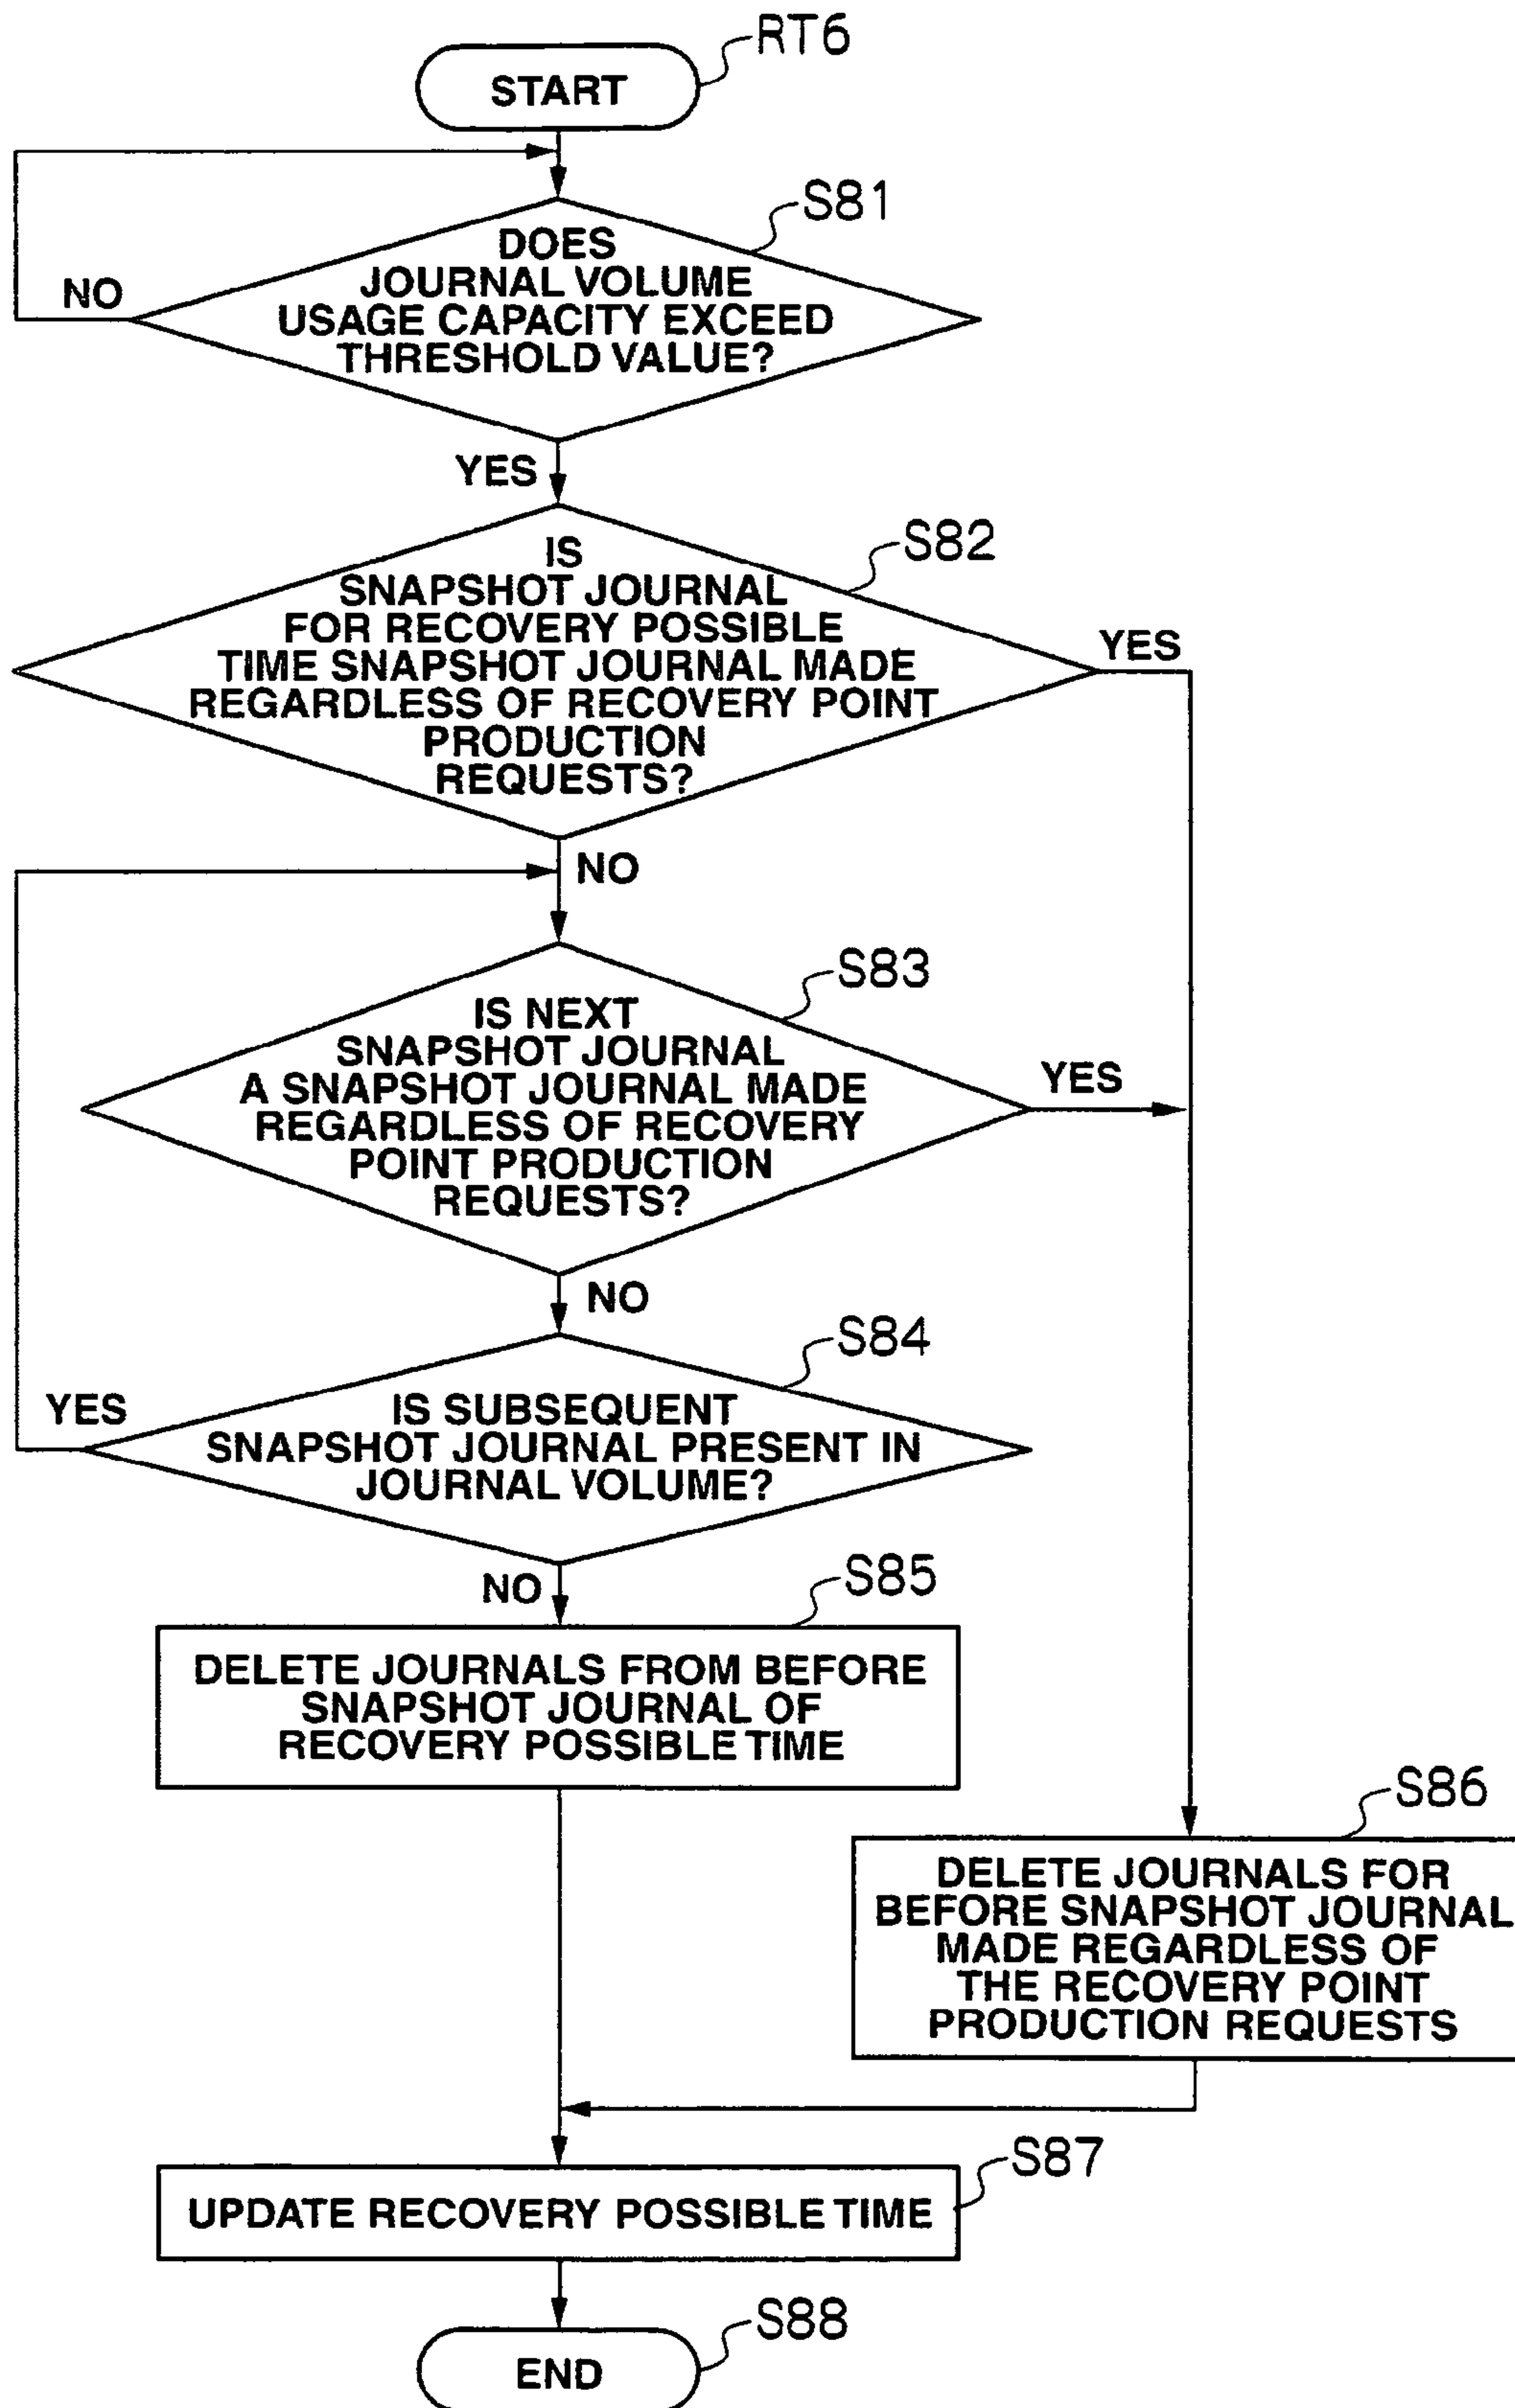 RT6
START
S81
DOES
JOURNAL VOLUME
USAGE CAPACITY EXCEED
THRESHOLD VALUE?
NO
YES
S82
IS
SNAPSHOT JOURNAL
FOR RECOVERY POSSIBLE
TIME SNAPSHOT JOURNAL MADE
REGARDLESS OF RECOVERY POINT
PRODUCTION
REQUESTS?
YES
NO
S83
IS NEXT
SNAPSHOT JOURNAL
A SNAPSHOT JOURNAL MADE
REGARDLESS OF RECOVERY
POINT PRODUCTION
REQUESTS?
YES
NO
S84
YES
IS SUBSEQUENT
SNAPSHOT JOURNAL PRESENT IN
JOURNAL VOLUME?
NO
S85
DELETE JOURNALS FROM BEFORE
SNAPSHOT JOURNAL OF
RECOVERY POSSIBLE TIME
S86
DELETE JOURNALS FOR
BEFORE SNAPSHOT JOURNAL
MADE REGARDLESS OF
THE RECOVERY POINT
PRODUCTION REQUESTS
S87
UPDATE RECOVERY POSSIBLE TIME
S88
END